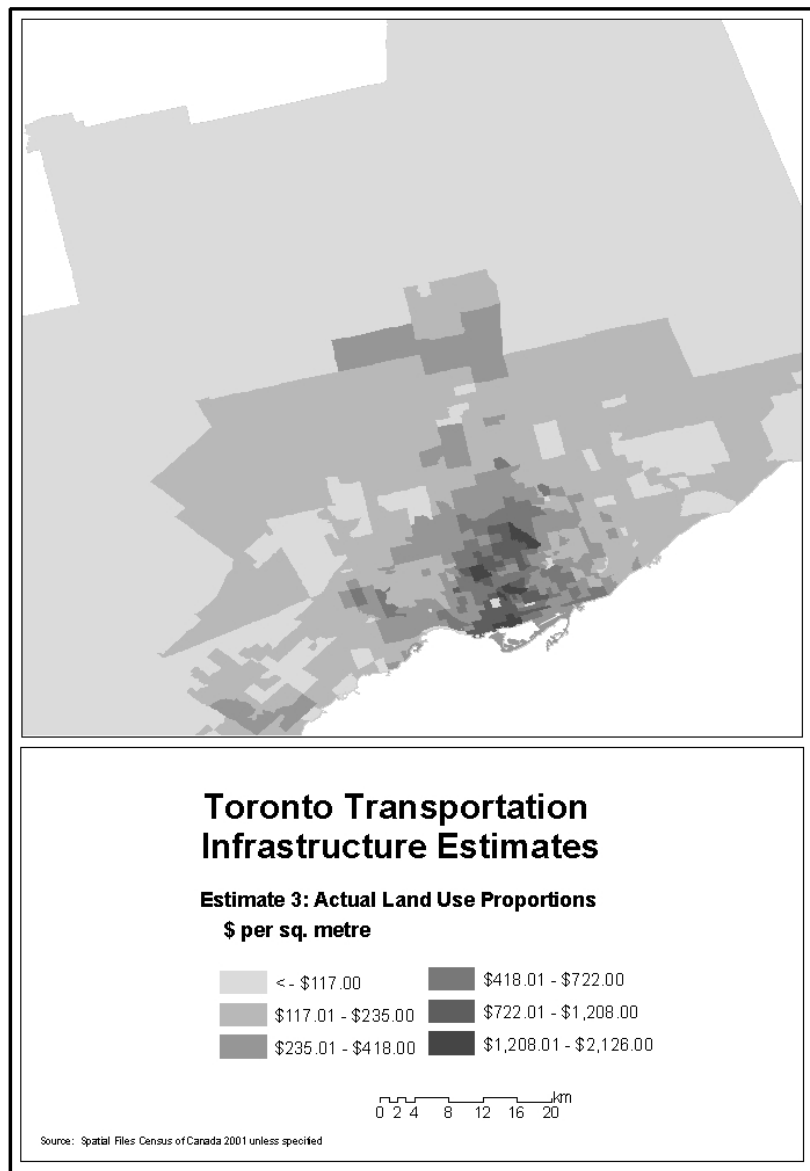 Toronto Transportation
Infrastructure Estimates
Estimate 3: Actual Land Use Proportions
$ per sq. metre
<- $117.00
$117.01 - $235.00
$235.01 - $418.00
$418.01 - $722.00
$722.01 - $1,208.00
$1,208.01 - $2,126.00
km
0 2 4 8 12 16 20
Source: Spatial Files Census of Canada 2001 unless specified